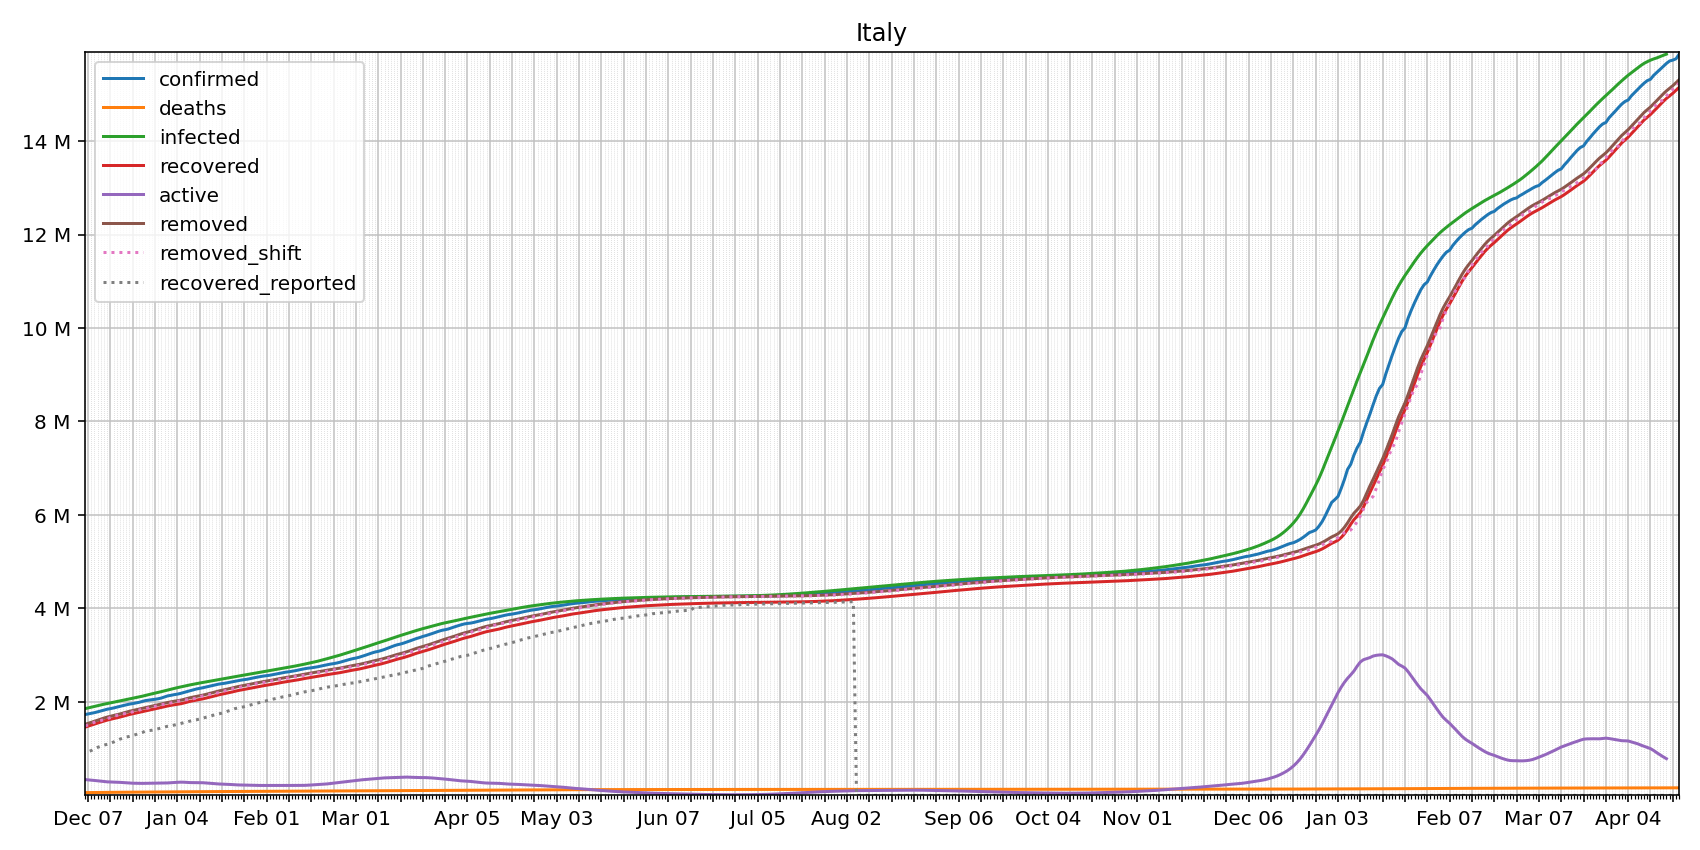 Italy
confirmed
deaths
infected
recovered
active
removed
removed_shift
recovered_reported
14 M
12 M
10 M
8 M
6 M
4 M
2 M
Dec 07 Jan 04 Feb 01 Mar 01 Apr 05 May 03 Jun 07 Jul 05 Aug 02 Sep 06 Oct 04 Nov 01 Dec 06 Jan 03 Feb 07 Mar 07 Apr 04